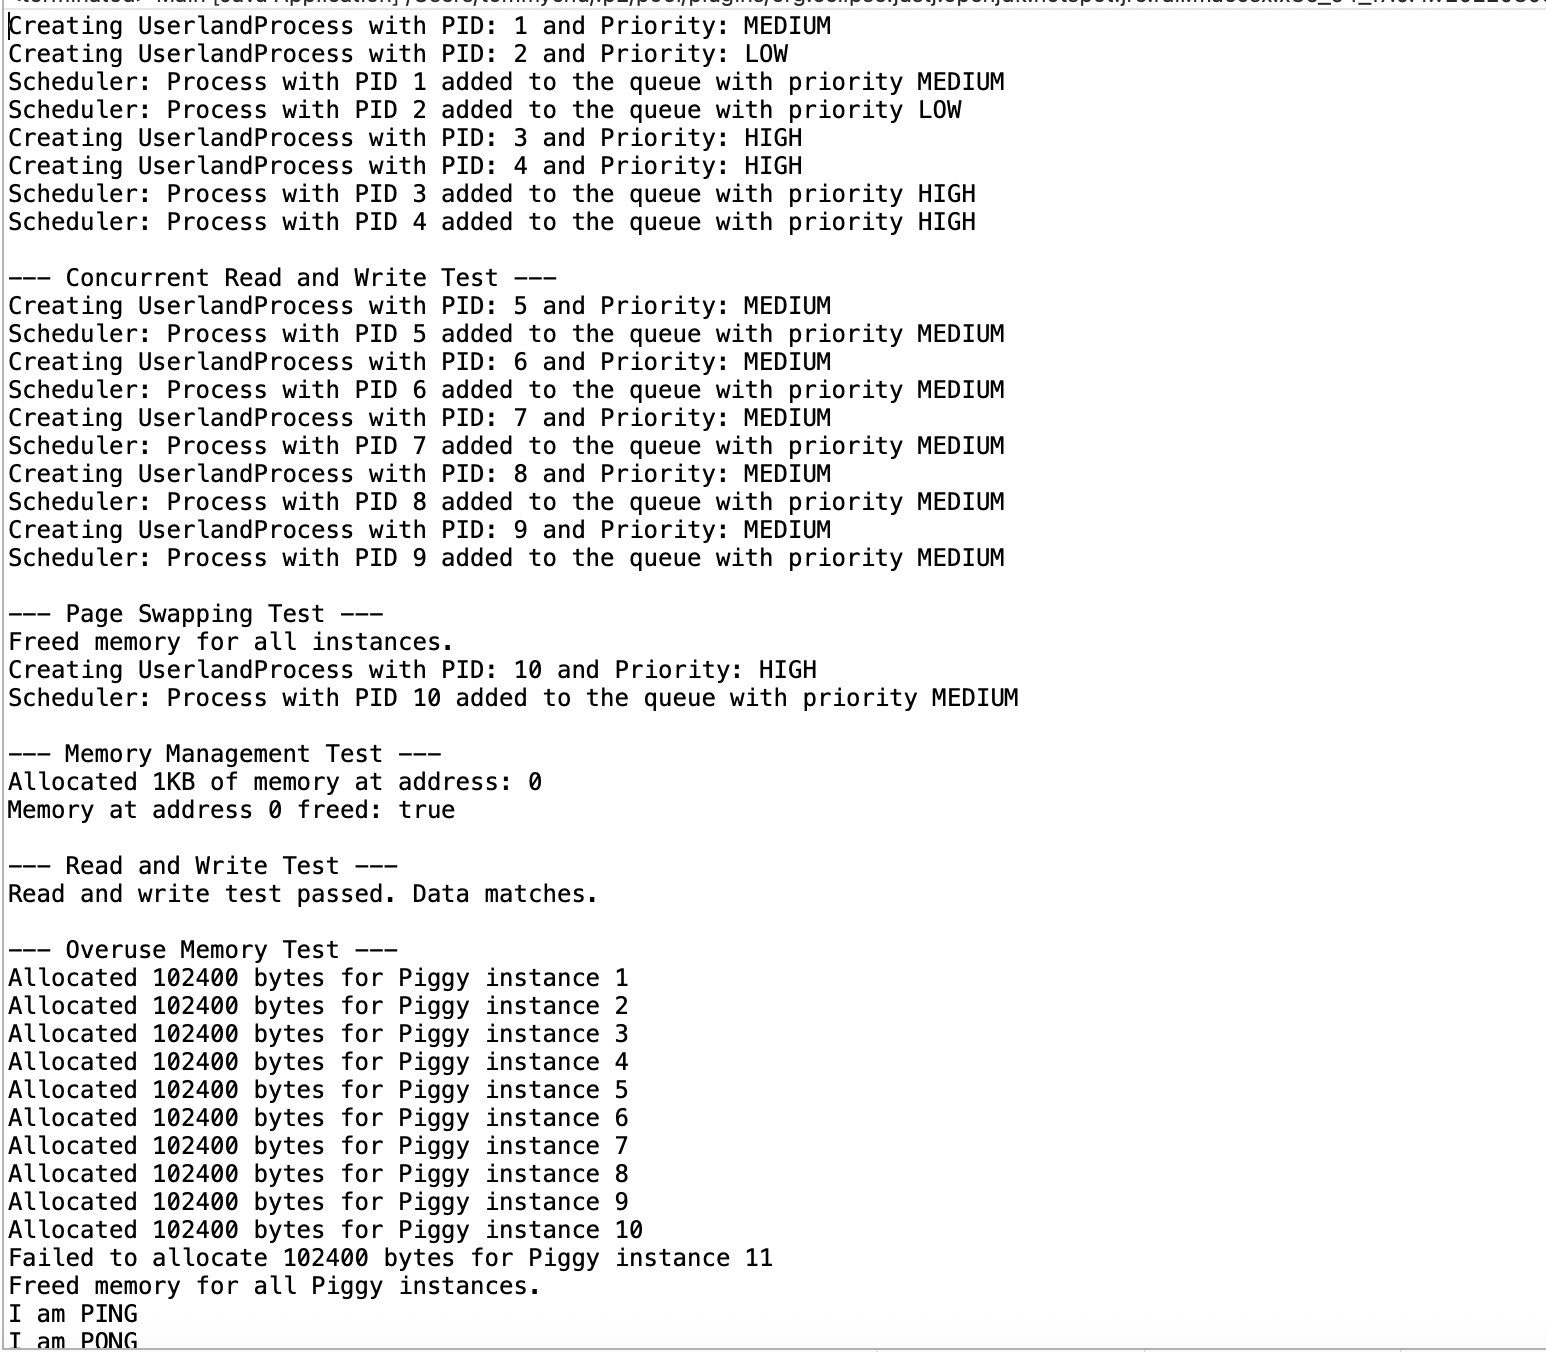 Creating UserlandProcess with PID: 1 and Priority: MEDIUM
Creating UserlandProcess with PID: 2 and Priority: LOW
Scheduler: Process with PID 1 added to the queue with priority MEDIUM
Scheduler: Process with PID 2 added to the queue with priority LOW
Creating UserlandProcess with PID: 3 and Priority: HIGH
Creating UserlandProcess with PID: 4 and Priority: HIGH
Scheduler: Process with PID 3 added to the queue with priority HIGH
Scheduler: Process with PID 4 added to the queue with priority HIGH

--- Concurrent Read and Write Test ---
Creating UserlandProcess with PID: 5 and Priority: MEDIUM
Scheduler: Process with PID 5 added to the queue with priority MEDIUM
Creating UserlandProcess with PID: 6 and Priority: MEDIUM
Scheduler: Process with PID 6 added to the queue with priority MEDIUM
Creating UserlandProcess with PID: 7 and Priority: MEDIUM
Scheduler: Process with PID 7 added to the queue with priority MEDIUM
Creating UserlandProcess with PID: 8 and Priority: MEDIUM
Scheduler: Process with PID 8 added to the queue with priority MEDIUM
Creating UserlandProcess with PID: 9 and Priority: MEDIUM
Scheduler: Process with PID 9 added to the queue with priority MEDIUM

--- Page Swapping Test ---
Freed memory for all instances.
Creating UserlandProcess with PID: 10 and Priority: HIGH
Scheduler: Process with PID 10 added to the queue with priority MEDIUM

--- Memory Management Test ---
Allocated 1KB of memory at address: 0
Memory at address 0 freed: true

--- Read and Write Test ---
Read and write test passed. Data matches.

--- Overuse Memory Test ---
Allocated 102400 bytes for Piggy instance 1
Allocated 102400 bytes for Piggy instance 2
Allocated 102400 bytes for Piggy instance 3
Allocated 102400 bytes for Piggy instance 4
Allocated 102400 bytes for Piggy instance 5
Allocated 102400 bytes for Piggy instance 6
Allocated 102400 bytes for Piggy instance 7
Allocated 102400 bytes for Piggy instance 8
Allocated 102400 bytes for Piggy instance 9
Allocated 102400 bytes for Piggy instance 10
Failed to allocate 102400 bytes for Piggy instance 11
Freed memory for all Piggy instances.
I am PING
I am PONG